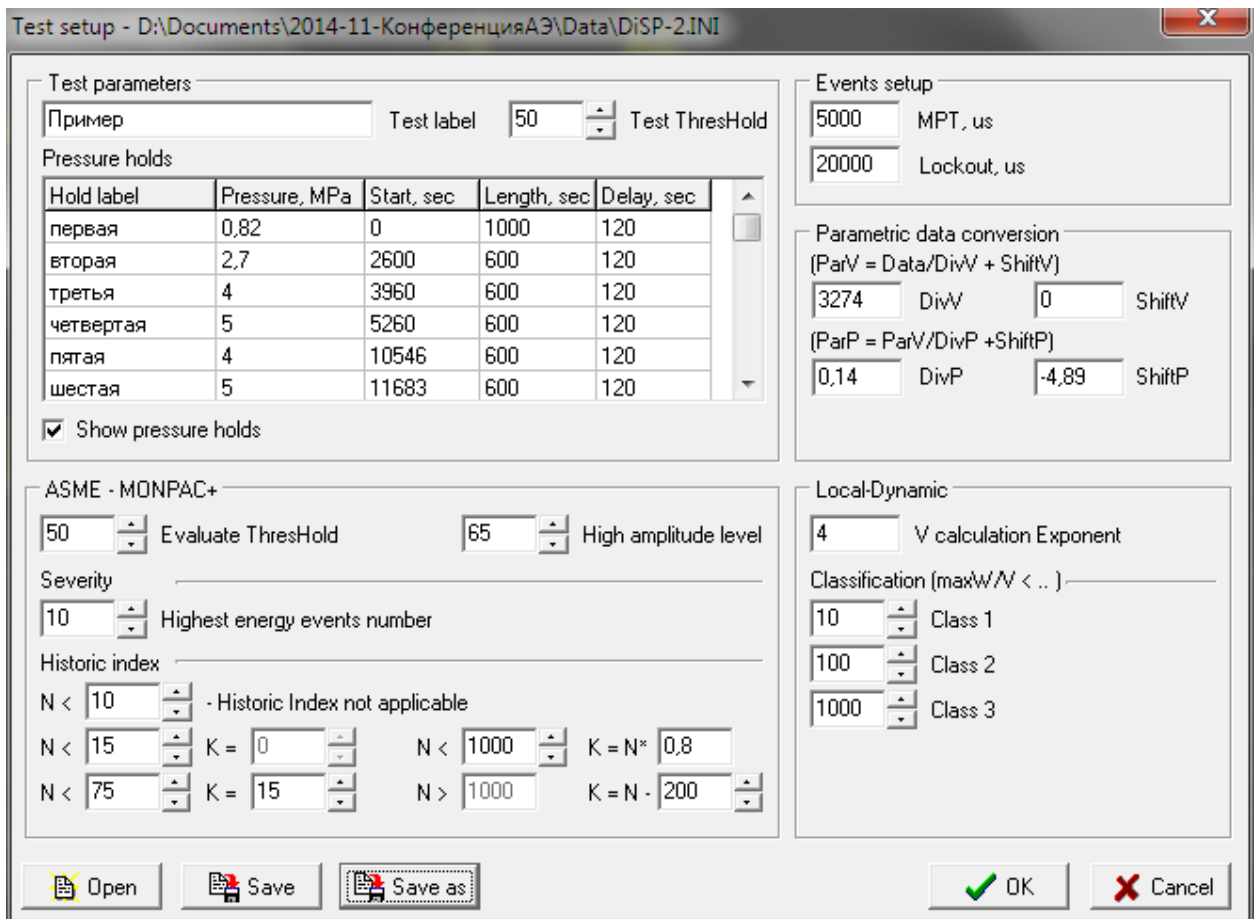 Test setup - D:\Documents\2014-11-КонференцияАЭ\Data\DiSP-2.INI
Test parameters
Пример Test label 50 Test ThresHold
Pressure holds
Hold label Pressure, MPa Start, sec Length, sec Delay, sec
первая 0,82 0 1000 120
вторая 2,7 2600 600 120
третья 4 3960 600 120
четвертая 5 5260 600 120
пятая 4 10546 600 120
шестая 5 11683 600 120
Show pressure holds
Events setup
5000 MPT, us
20000 Lockout, us
Parametric data conversion
(ParV = Data/DivV + ShiftV)
3274 DivV 0 ShiftV
(ParP = ParV/DivP +ShiftP)
0,14 DivP -4,89 ShiftP
ASME - MONPAC+
50 Evaluate ThresHold 65 High amplitude level
Severity
10 Highest energy events number
Historic index
N < 10 - Historic Index not applicable
N < 15 K = 0 N < 1000 K = N* 0,8
N < 75 K = 15 N > 1000 K = N - 200
Local-Dynamic
4 V calculation Exponent
Classification (maxW/V < .. )
10 Class 1
100 Class 2
1000 Class 3
Open Save Save as OK Cancel